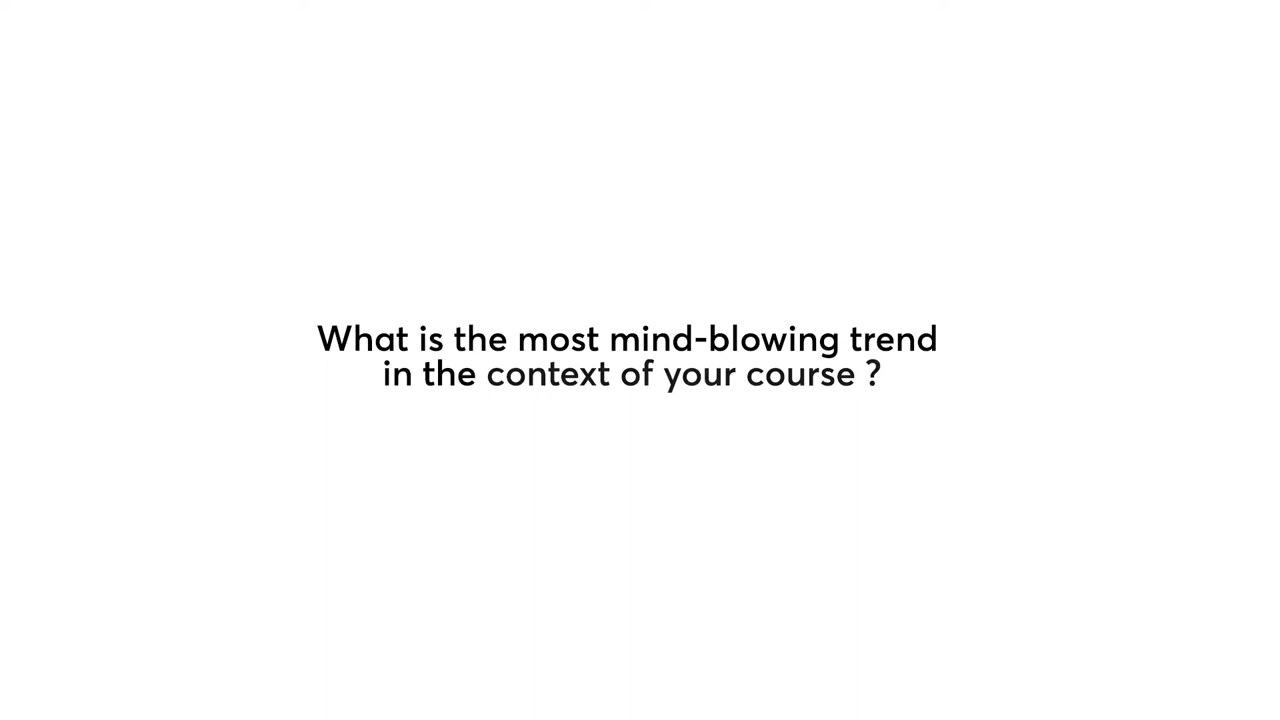 What is the most mind-blowing trend
in the context of your course ?